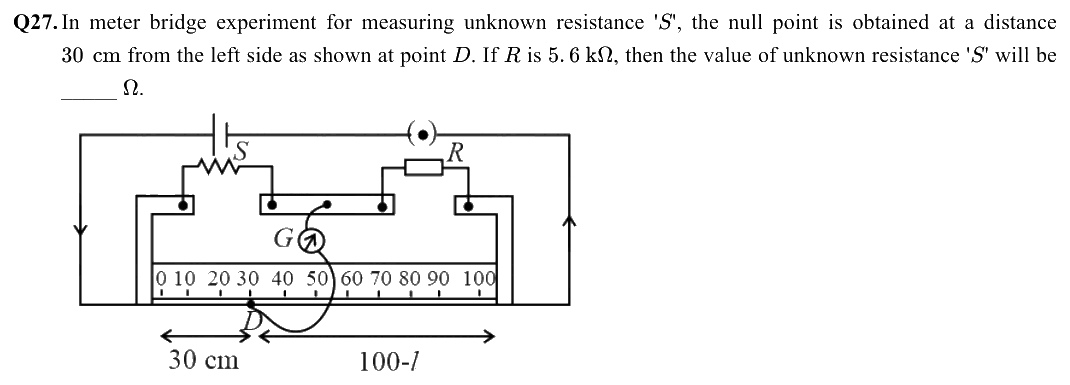 Q27. In meter bridge experiment for measuring unknown resistance 'S', the null point is obtained at a distance
30 cm from the left side as shown at point D. If R is 5.6 kΩ, then the value of unknown resistance 'S' will be
_____ Ω.
S
R
G
0 10 20 30 40 50 60 70 80 90 100
D
30 cm
100-l